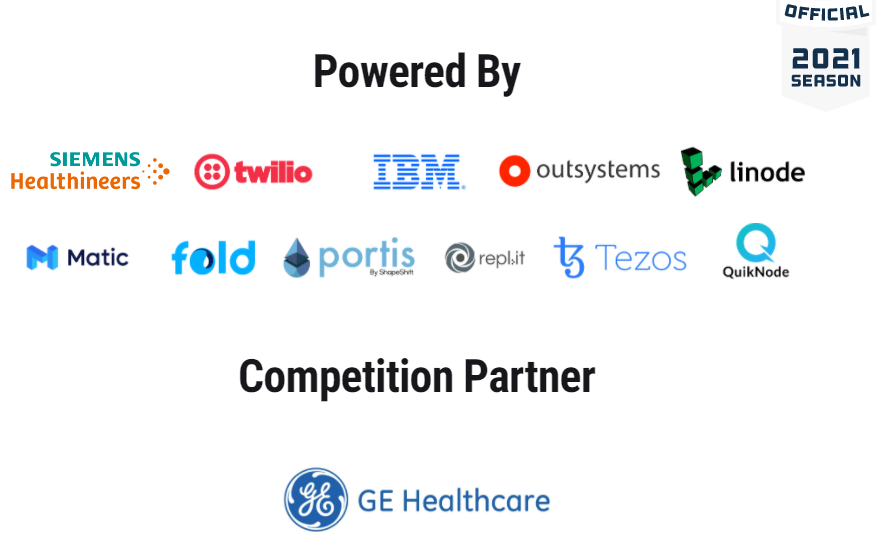 OFFICIAL
2021
SEASON
Powered By
SIEMENS
Healthineers
twilio
IBM
outsystems
linode
Matic
fold
portis
By ShapeShift
repl.it
Tezos
QuikNode
Competition Partner
GE Healthcare